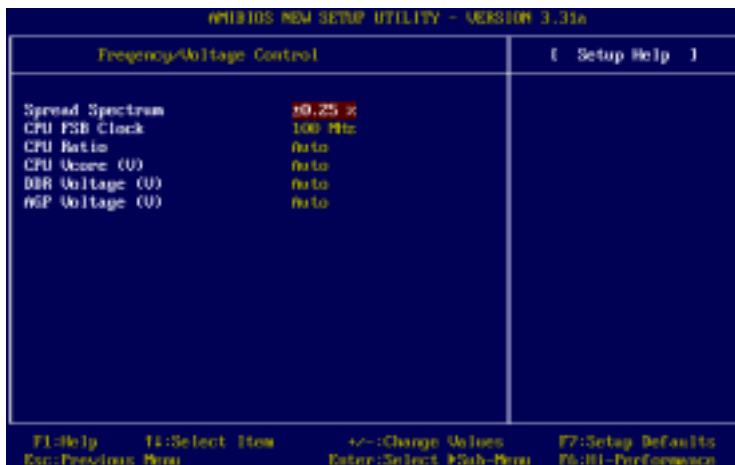 AMIBIOS NEW SETUP UTILITY - VERSION 3.31a
Freqency/Voltage Control
[ Setup Help ]
Spread Spectrum ±0.25 %
CPU FSB Clock 100 MHz
CPU Ratio Auto
CPU Vcore (V) Auto
DDR Voltage (V) Auto
AGP Voltage (V) Auto
F1:Help ↑↓:Select Item +/-:Change Values F7:Setup Defaults
Esc:Previous Menu Enter:Select ►Sub-Menu F6:Hi-Performance